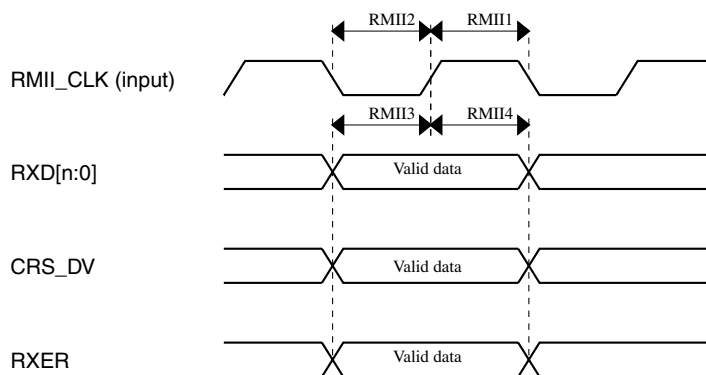 RMII2 RMII1
RMII_CLK (input)
RMII3 RMII4
RXD[n:0] Valid data
CRS_DV Valid data
RXER Valid data